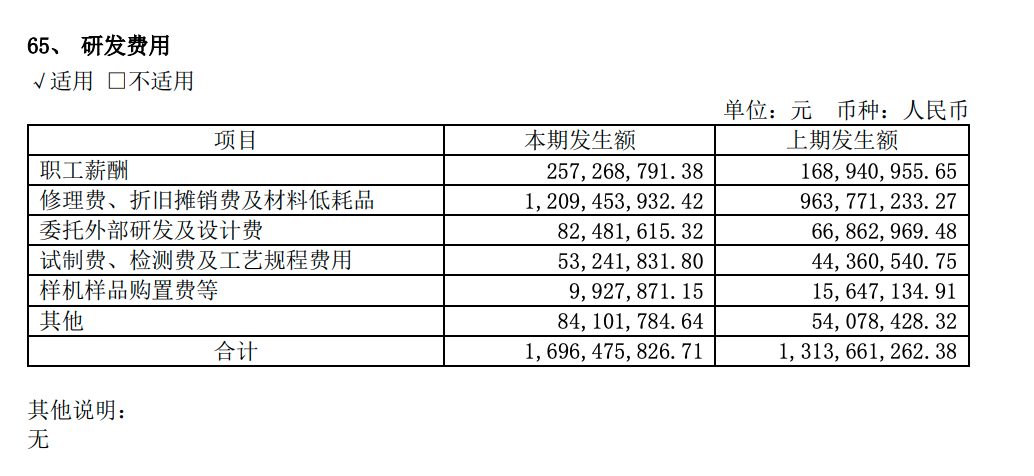 65、 研发费用
√适用 □不适用
单位：元 币种：人民币
项目 本期发生额 上期发生额
职工薪酬 257,268,791.38 168,940,955.65
修理费、折旧摊销费及材料低耗品 1,209,453,932.42 963,771,233.27
委托外部研发及设计费 82,481,615.32 66,862,969.48
试制费、检测费及工艺规程费用 53,241,831.80 44,360,540.75
样机样品购置费等 9,927,871.15 15,647,134.91
其他 84,101,784.64 54,078,428.32
合计 1,696,475,826.71 1,313,661,262.38
其他说明：
无